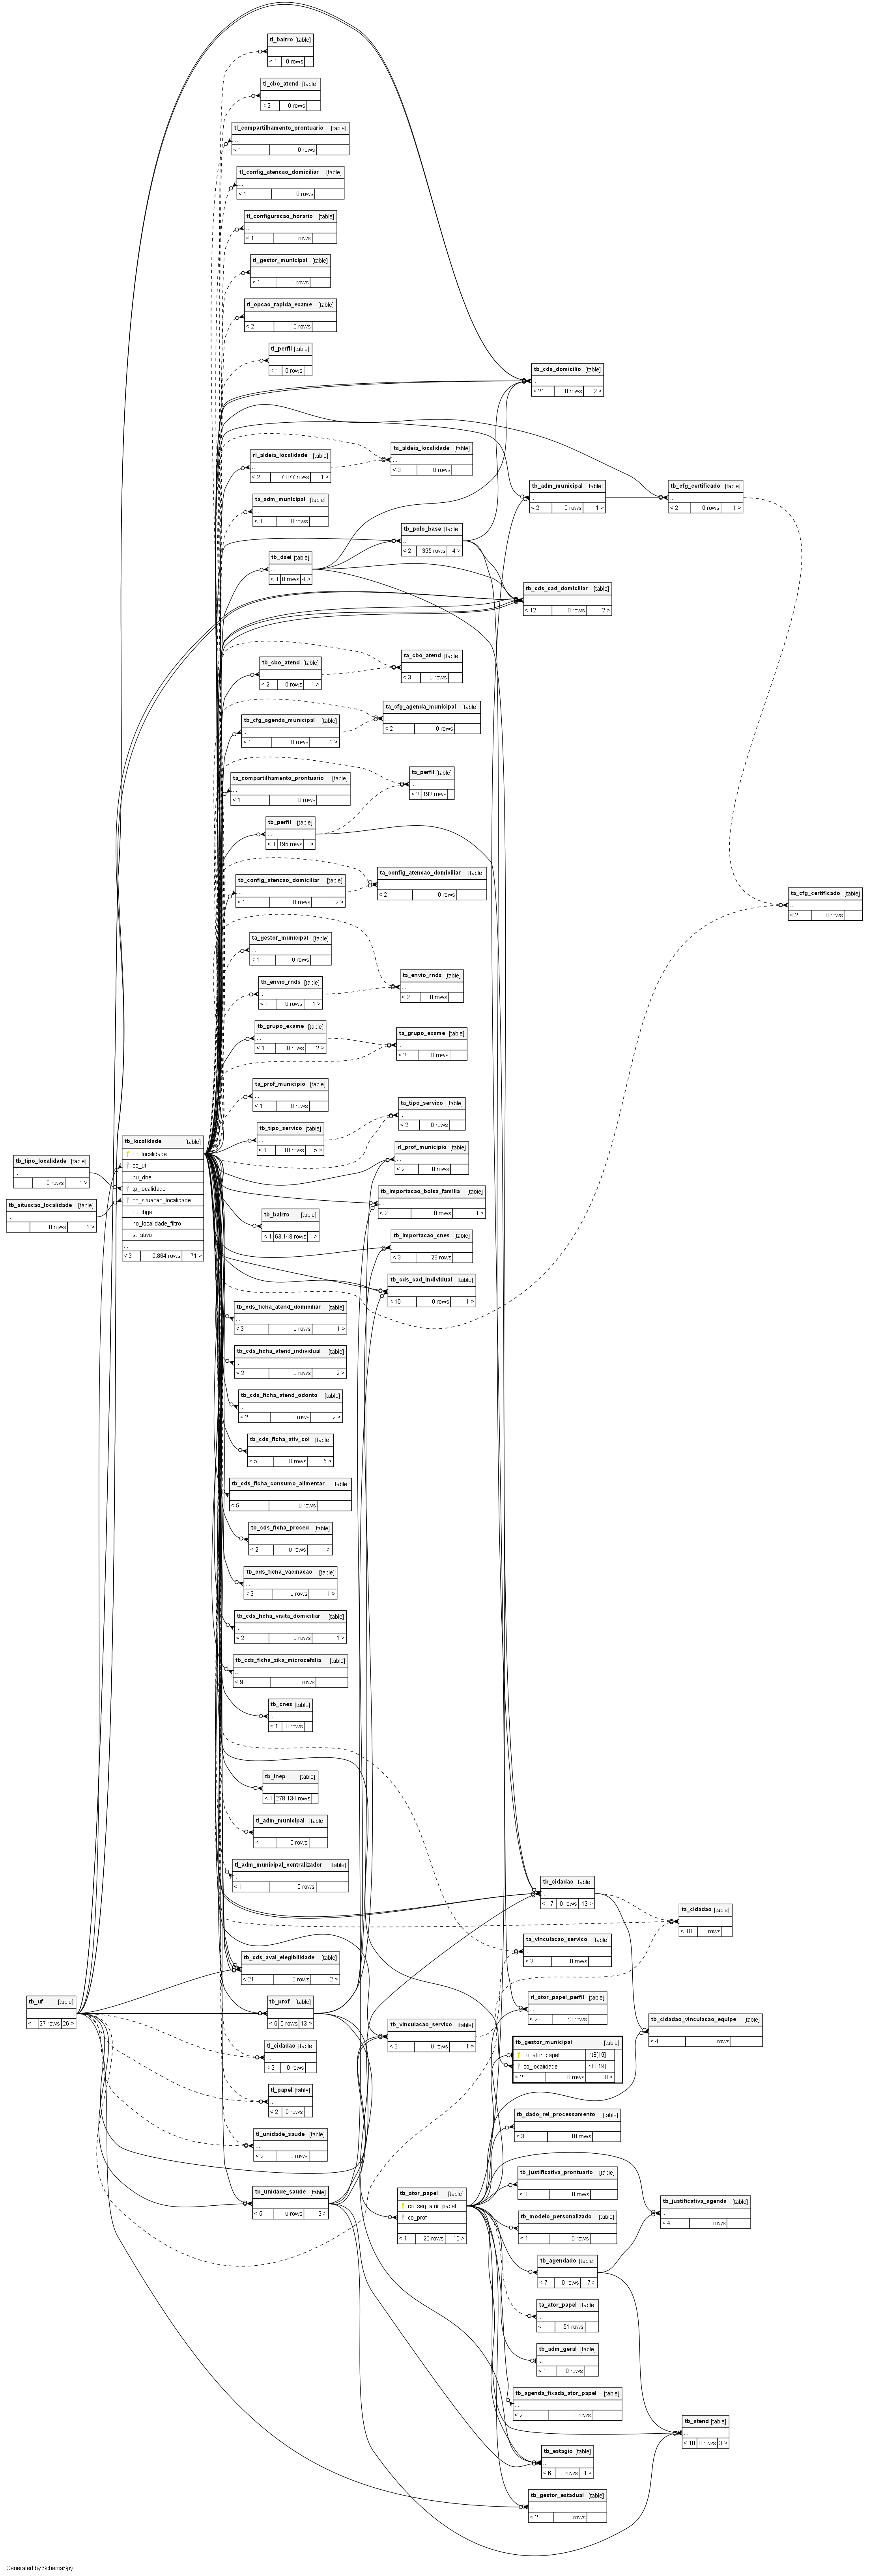 tl_bairro [table]
...
< 1 0 rows
tl_cbo_atend [table]
...
< 2 0 rows
tl_compartilhamento_prontuario [table]
...
< 1 0 rows
tl_config_atencao_domiciliar [table]
...
< 1 0 rows
tl_configuracao_horario [table]
...
< 1 0 rows
tl_gestor_municipal [table]
...
< 1 0 rows
tl_opcao_rapida_exame [table]
...
< 2 0 rows
tl_perfil [table]
...
< 1 0 rows
tb_cds_domicilio [table]
...
< 21 0 rows 2 >
ta_aldeia_localidade [table]
...
< 3 0 rows
rl_aldeia_localidade [table]
...
< 2 7.877 rows 1 >
tb_adm_municipal [table]
...
< 2 0 rows 1 >
tb_cfg_certificado [table]
...
< 2 0 rows 1 >
ta_adm_municipal [table]
...
< 1 0 rows
tb_polo_base [table]
...
< 2 395 rows 4 >
tb_dsei [table]
...
< 1 0 rows 4 >
tb_cds_cad_domiciliar [table]
...
< 12 0 rows 2 >
ta_cbo_atend [table]
...
< 3 0 rows
tb_cbo_atend [table]
...
< 2 0 rows 1 >
ta_cfg_agenda_municipal [table]
...
< 2 0 rows
tb_cfg_agenda_municipal [table]
...
< 1 0 rows 1 >
ta_perfil [table]
...
< 2 192 rows
ta_compartilhamento_prontuario [table]
...
< 1 0 rows
tb_perfil [table]
...
< 1 195 rows 3 >
ta_config_atencao_domiciliar [table]
...
< 2 0 rows
tb_config_atencao_domiciliar [table]
...
< 1 0 rows 2 >
ta_cfg_certificado [table]
...
< 2 0 rows
ta_gestor_municipal [table]
...
< 1 0 rows
ta_envio_rnds [table]
...
< 2 0 rows
tb_envio_rnds [table]
...
< 1 0 rows 1 >
tb_grupo_exame [table]
...
< 1 0 rows 2 >
ta_grupo_exame [table]
...
< 2 0 rows
ta_prof_municipio [table]
...
< 1 0 rows
ta_tipo_servico [table]
...
< 2 0 rows
tb_tipo_servico [table]
...
< 1 10 rows 5 >
tb_localidade [table]
co_localidade
co_uf
nu_dne
tp_localidade
co_situacao_localidade
co_ibge
no_localidade_filtro
st_ativo
...
< 3 10.864 rows 71 >
rl_prof_municipio [table]
...
< 2 0 rows
tb_tipo_localidade [table]
...
0 rows 1 >
tb_situacao_localidade [table]
...
0 rows 1 >
tb_importacao_bolsa_familia [table]
...
< 2 0 rows 1 >
tb_bairro [table]
...
< 1 63.148 rows 1 >
tb_importacao_cnes [table]
...
< 3 28 rows
tb_cds_cad_individual [table]
...
< 10 0 rows 1 >
tb_cds_ficha_atend_domiciliar [table]
...
< 3 0 rows 1 >
tb_cds_ficha_atend_individual [table]
...
< 2 0 rows 2 >
tb_cds_ficha_atend_odonto [table]
...
< 2 0 rows 2 >
tb_cds_ficha_ativ_col [table]
...
< 5 0 rows 5 >
tb_cds_ficha_consumo_alimentar [table]
...
< 5 0 rows
tb_cds_ficha_proced [table]
...
< 2 0 rows 1 >
tb_cds_ficha_vacinacao [table]
...
< 3 0 rows 1 >
tb_cds_ficha_visita_domiciliar [table]
...
< 2 0 rows 1 >
tb_cds_ficha_zika_microcefalia [table]
...
< 9 0 rows
tb_cnes [table]
...
< 1 0 rows
tb_inep [table]
...
< 1 278.134 rows
tl_adm_municipal [table]
...
< 1 0 rows
tl_adm_municipal_centralizador [table]
...
< 1 0 rows
tb_cidadao [table]
...
< 17 0 rows 13 >
ta_cidadao [table]
...
< 10 0 rows
ta_vinculacao_servico [table]
...
< 2 0 rows
tb_cds_aval_elegibilidade [table]
...
< 21 0 rows 2 >
tb_uf [table]
...
< 1 27 rows 26 >
tb_prof [table]
...
< 6 0 rows 13 >
rl_ator_papel_perfil [table]
...
< 2 63 rows
tb_vinculacao_servico [table]
...
< 3 0 rows 1 >
tb_cidadao_vinculacao_equipe [table]
...
< 4 0 rows
tb_gestor_municipal [table]
co_ator_papel int8[19]
co_localidade int8[19]
< 2 0 rows 0 >
tl_cidadao [table]
...
< 9 0 rows
tl_papel [table]
...
< 2 0 rows
tb_dado_rel_processamento [table]
...
< 3 18 rows
tl_unidade_saude [table]
...
< 2 0 rows
tb_justificativa_prontuario [table]
...
< 3 0 rows
tb_unidade_saude [table]
...
< 5 0 rows 19 >
tb_ator_papel [table]
co_seq_ator_papel
co_prof
...
< 1 20 rows 15 >
tb_justificativa_agenda [table]
...
< 4 0 rows
tb_modelo_personalizado [table]
...
< 1 0 rows
tb_agendado [table]
...
< 7 0 rows 7 >
ta_ator_papel [table]
...
< 1 51 rows
tb_adm_geral [table]
...
< 1 0 rows
tb_agenda_fixada_ator_papel [table]
...
< 2 0 rows
tb_atend [table]
...
< 10 0 rows 3 >
tb_estagio [table]
...
< 6 0 rows 1 >
tb_gestor_estadual [table]
...
< 2 0 rows
Generated by SchemaSpy